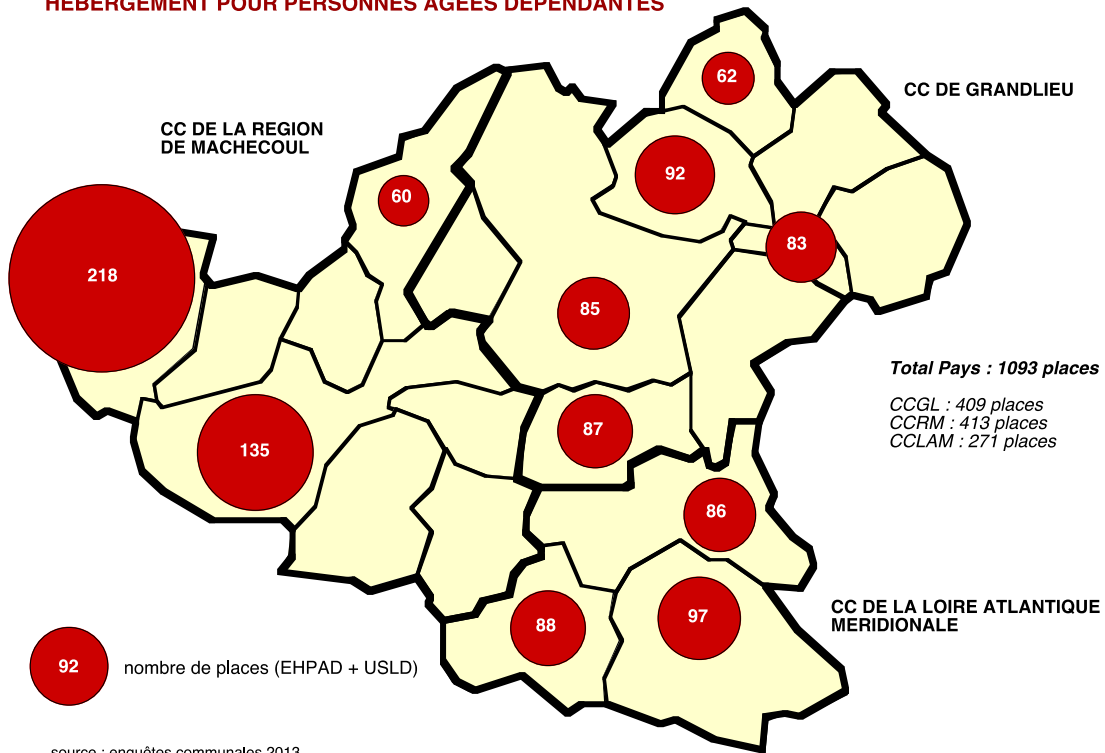 HÉBERGEMENT POUR PERSONNES AGÉES DÉPENDANTES
62
CC DE GRANDLIEU
CC DE LA REGION
DE MACHECOUL
92
60
83
218
85
Total Pays : 1093 places
CCGL : 409 places
CCRM : 413 places
CCLAM : 271 places
87
135
86
97
CC DE LA LOIRE ATLANTIQUE
MERIDIONALE
88
92
nombre de places (EHPAD + USLD)
source : enquêtes communales 2013